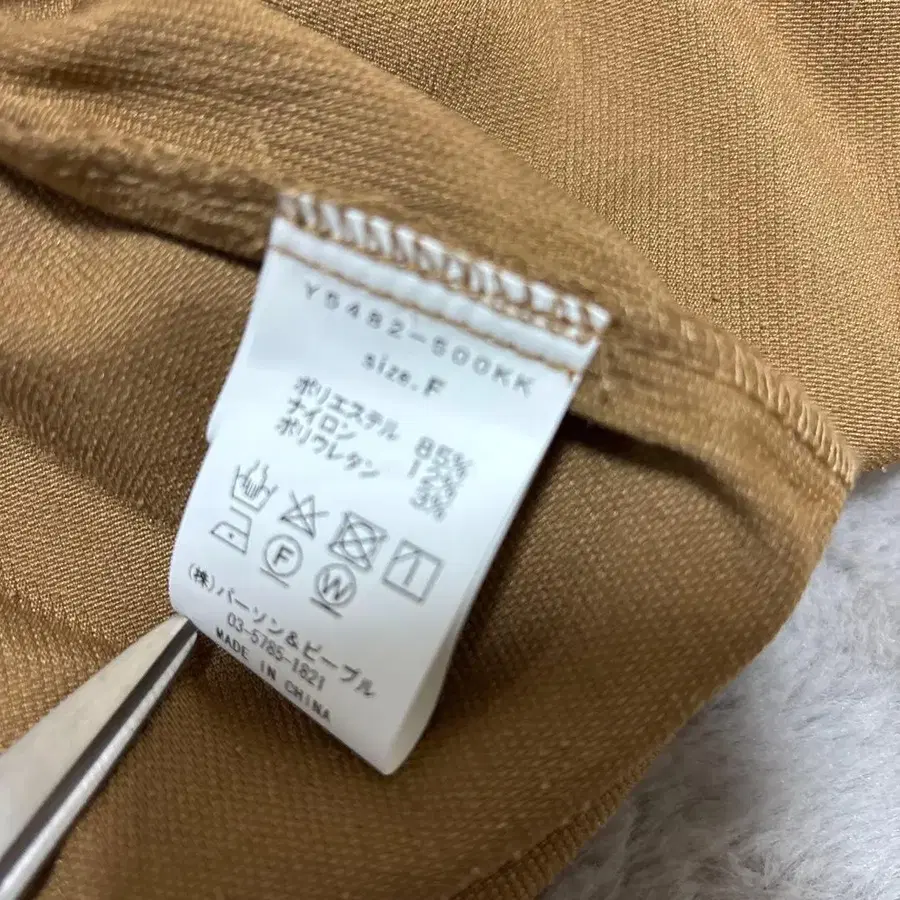 Y5482-600KK
size.F
ポリエステル 85%
ナイロン 12%
ポリウレタン 3%
F
W
(株)パーソン&ピープル
03-5785-1821
MADE IN CHINA